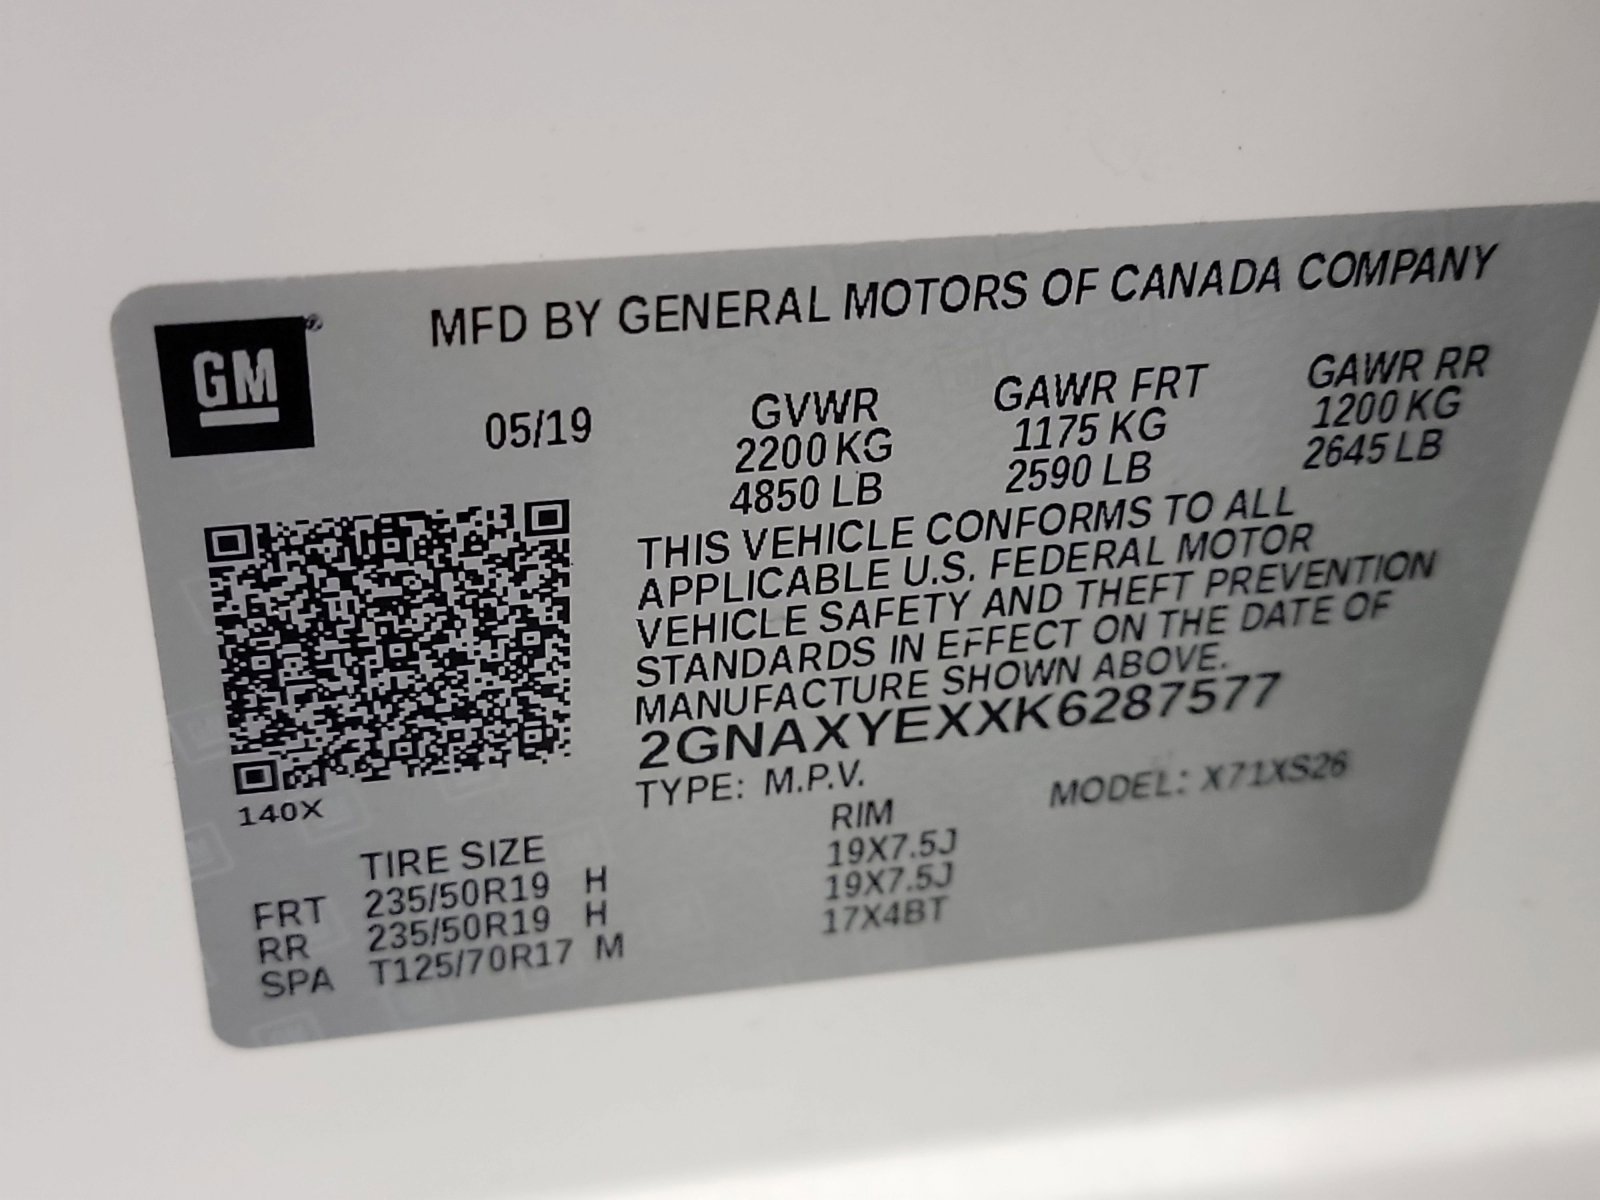 GM ®
MFD BY GENERAL MOTORS OF CANADA COMPANY
05/19
GVWR GAWR FRT GAWR RR
2200 KG 1175 KG 1200 KG
4850 LB 2590 LB 2645 LB
THIS VEHICLE CONFORMS TO ALL
APPLICABLE U.S. FEDERAL MOTOR
VEHICLE SAFETY AND THEFT PREVENTION
STANDARDS IN EFFECT ON THE DATE OF
MANUFACTURE SHOWN ABOVE.
2GNAXYEXXK6287577
TYPE: M.P.V. MODEL: X71XS26
140X
TIRE SIZE RIM
FRT 235/50R19 H 19X7.5J
RR 235/50R19 H 19X7.5J
SPA T125/70R17 M 17X4BT